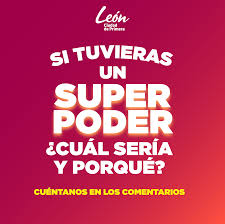 León
Ciudad
de Primera
SI TUVIERAS
UN
SUPER
PODER
¿CUÁL SERÍA
Y PORQUÉ?
CUÉNTANOS EN LOS COMENTARIOS